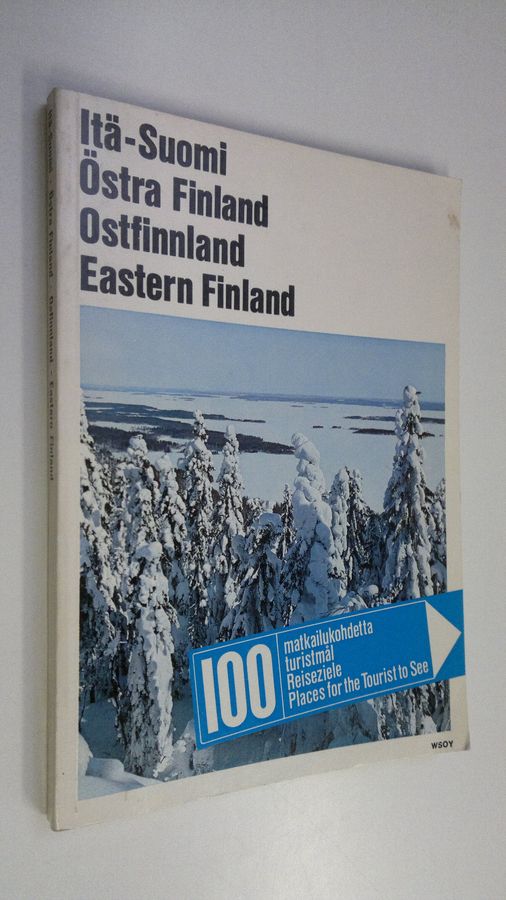 Itä-Suomi
Östra Finland
Ostfinnland
Eastern Finland
100
matkailukohdetta
turistmål
Reiseziele
Places for the Tourist to See
WSOY
Itä-Suomi - Östra Finland - Ostfinnland - Eastern Finland